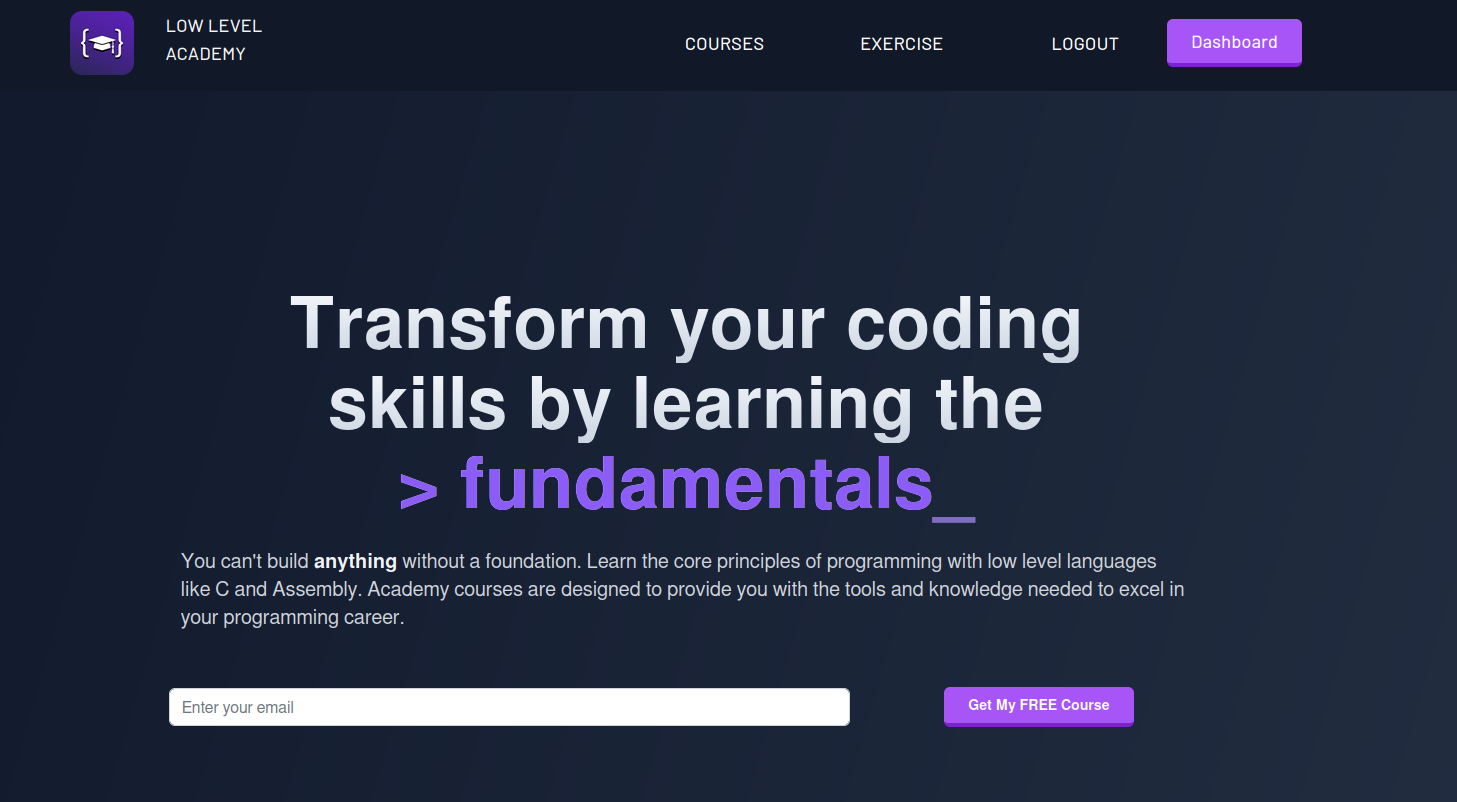 LOW LEVEL
ACADEMY
COURSES
EXERCISE
LOGOUT
Dashboard
Transform your coding
skills by learning the
> fundamentals_
You can't build anything without a foundation. Learn the core principles of programming with low level languages
like C and Assembly. Academy courses are designed to provide you with the tools and knowledge needed to excel in
your programming career.
Enter your email
Get My FREE Course